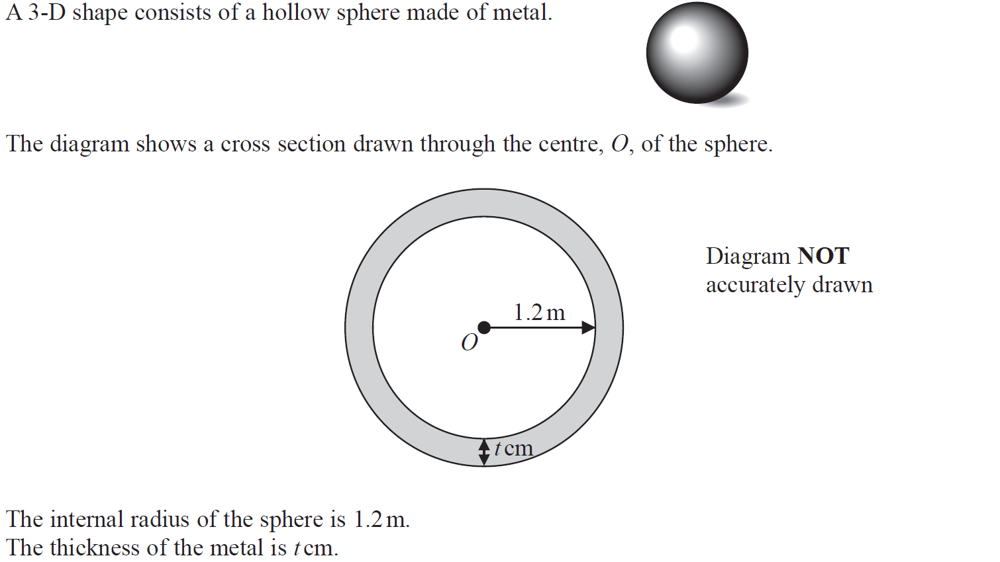 A 3-D shape consists of a hollow sphere made of metal.
The diagram shows a cross section drawn through the centre, O, of the sphere.
Diagram NOT
accurately drawn
1.2 m
O
t cm
The internal radius of the sphere is 1.2 m.
The thickness of the metal is t cm.